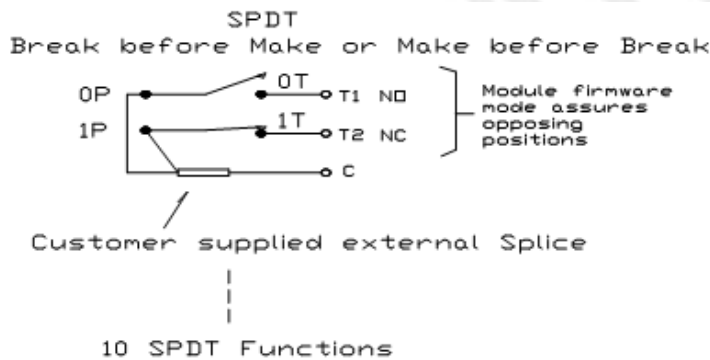 SPDT
Break before Make or Make before Break
0P 0T T1 NO
1P 1T T2 NC
C
Module firmware
mode assures
opposing
positions
Customer supplied external Splice
10 SPDT Functions